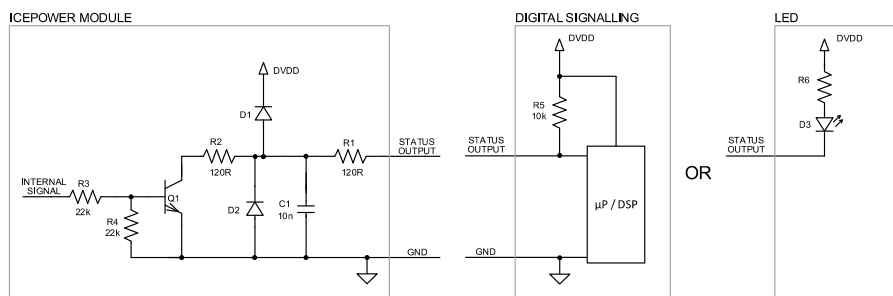 ICEPOWER MODULE
DIGITAL SIGNALLING
LED
DVDD
DVDD
DVDD
D1
R5
10k
R6
R2
120R
R1
120R
STATUS
OUTPUT
STATUS
OUTPUT
D3
STATUS
OUTPUT
OR
INTERNAL
SIGNAL
R3
22k
Q1
R4
22k
D2
C1
10n
µP / DSP
GND
GND